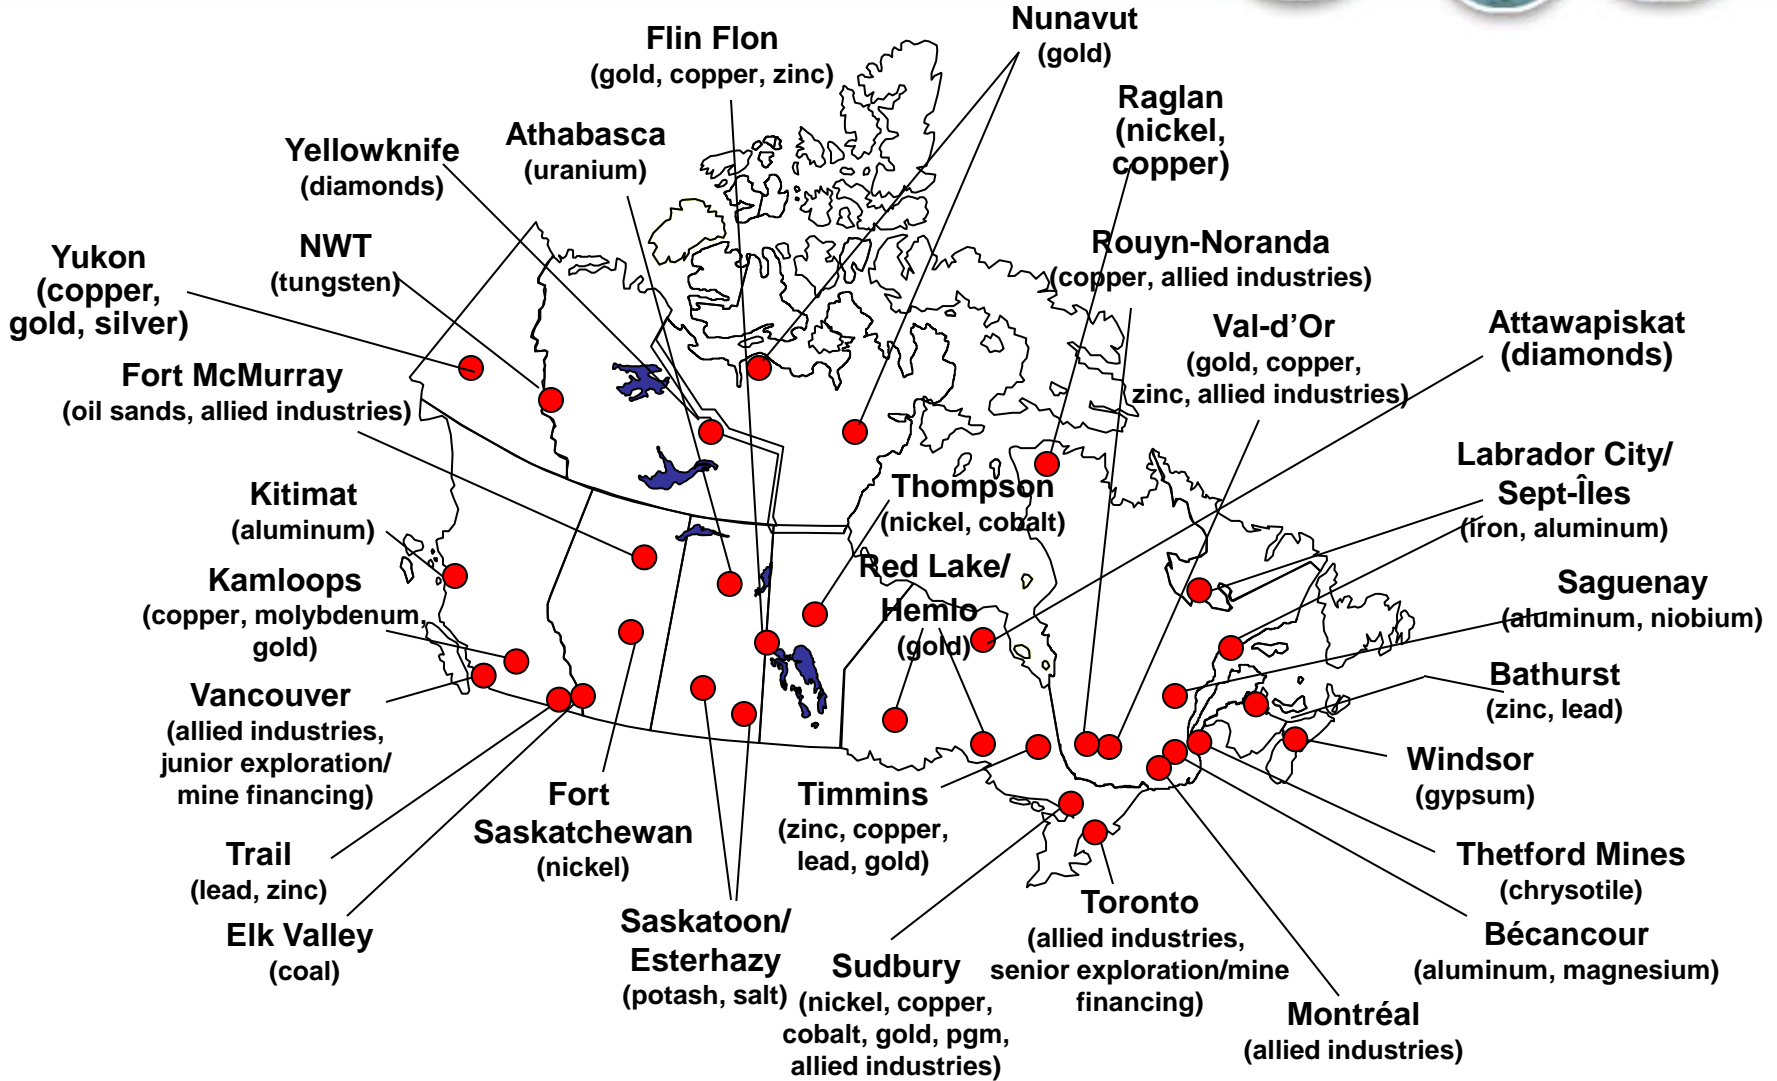 Nunavut
(gold)
Flin Flon
(gold, copper, zinc)
Raglan
(nickel,
copper)
Athabasca
(uranium)
Yellowknife
(diamonds)
NWT
(tungsten)
Yukon
(copper,
gold, silver)
Rouyn-Noranda
(copper, allied industries)
Val-d’Or
(gold, copper,
zinc, allied industries)
Attawapiskat
(diamonds)
Fort McMurray
(oil sands, allied industries)
Labrador City/
Sept-Îles
(iron, aluminum)
Kitimat
(aluminum)
Thompson
(nickel, cobalt)
Red Lake/
Hemlo
(gold)
Kamloops
(copper, molybdenum,
gold)
Saguenay
(aluminum, niobium)
Bathurst
(zinc, lead)
Vancouver
(allied industries,
junior exploration/
mine financing)
Windsor
(gypsum)
Fort
Saskatchewan
(nickel)
Timmins
(zinc, copper,
lead, gold)
Trail
(lead, zinc)
Thetford Mines
(chrysotile)
Elk Valley
(coal)
Saskatoon/
Esterhazy
(potash, salt)
Toronto
(allied industries,
senior exploration/mine
financing)
Bécancour
(aluminum, magnesium)
Sudbury
(nickel, copper,
cobalt, gold, pgm,
allied industries)
Montréal
(allied industries)